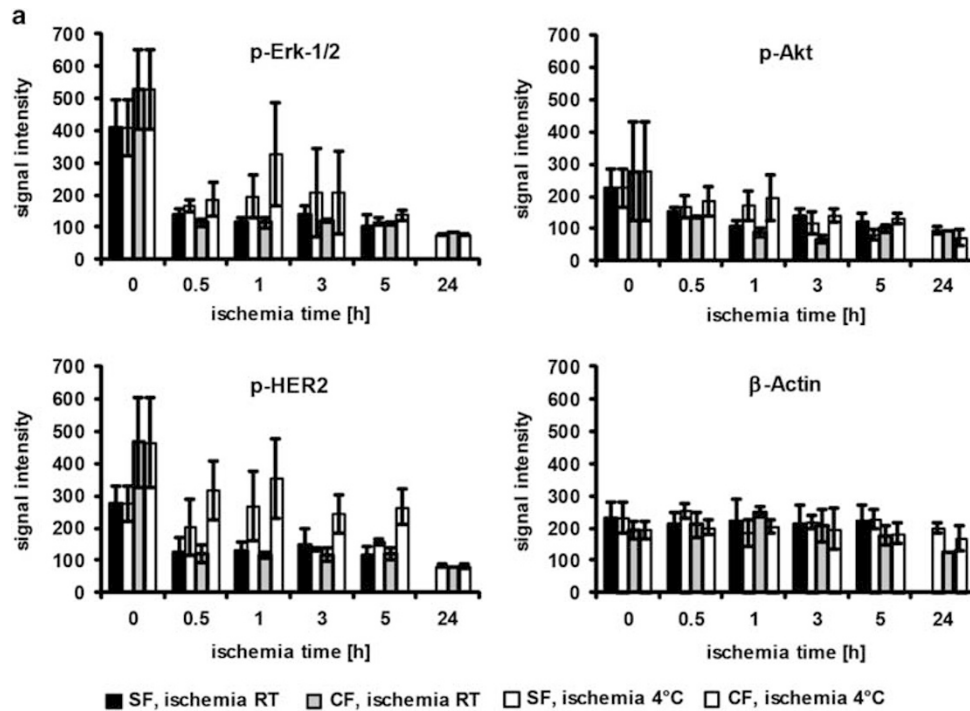 a
p-Erk-1/2
signal intensity
700
600
500
400
300
200
100
0
0 0.5 1 3 5 24
ischemia time [h]
p-Akt
signal intensity
700
600
500
400
300
200
100
0
0 0.5 1 3 5 24
ischemia time [h]
p-HER2
signal intensity
700
600
500
400
300
200
100
0
0 0.5 1 3 5 24
ischemia time [h]
β-Actin
signal intensity
700
600
500
400
300
200
100
0
0 0.5 1 3 5 24
ischemia time [h]
SF, ischemia RT CF, ischemia RT SF, ischemia 4°C CF, ischemia 4°C